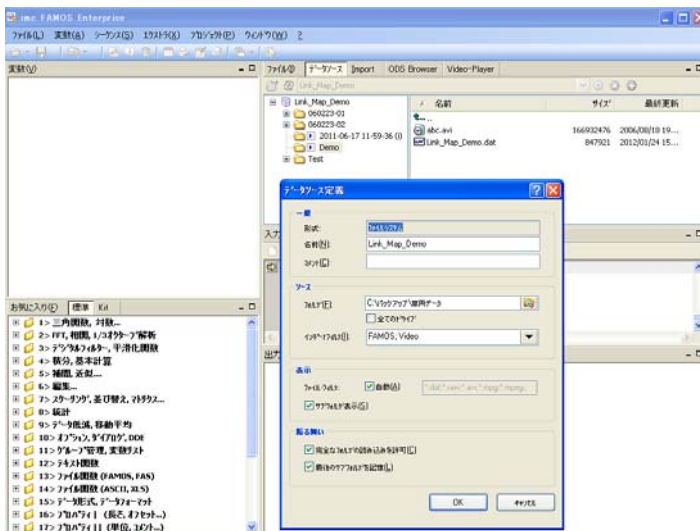 imc FAMOS Enterprise
ファイル(L) 変数(A) シーケンス(S) エクストラ(X) プロジェクト(P) ウィンドウ(W) ?
変数(V)
ファイル(I) データソース Import ODS Browser Video-Player
Link_Map_Demo
Link_Map_Demo
060223-01
060223-02
2011-06-17 11-59-36 (I)
Demo
Test
名前 サイズ 最終更新
..
abc.avi 166932476 2006/08/18 19...
Link_Map_Demo.dat 847921 2012/01/24 15...
データソース定義
一般
形式: ファイルシステム
名前(N): Link_Map_Demo
コメント(C):
ソース
フォルダ(F): C:\バックアップ\車両データ
全てのドライブ
インポートフィルタ(I): FAMOS, Video
表示
ファイル・フィルタ: 自動(A)
サブフォルダ表示(S)
振る舞い
完全なフォルダの読み込みを許可(C)
最後のサブフォルダを記憶(L)
OK キャンセル
お気に入り(F) 標準 Kit
1> 三角関数, 対数...
2> FFT, 相関, 1/3オクターブ解析
3> デジタルフィルター, 平滑化関数
4> 積分, 基本計算
5> 補間, 近似...
6> 編集...
7> スケーリング, 並び替え, マトリクス...
8> 統計
9> データ低減, 移動平均
10> オプション, ダイアログ, DDE
11> グループ管理, 変数リスト
12> テキスト関数
13> ファイル関数 (FAMOS, FAS)
14> ファイル関数 (ASCII, XLS)
15> データ形式, データフォーマット
16> プロパティ I (長さ, オフセット...)
17> プロパティ II (単位, コメント...)